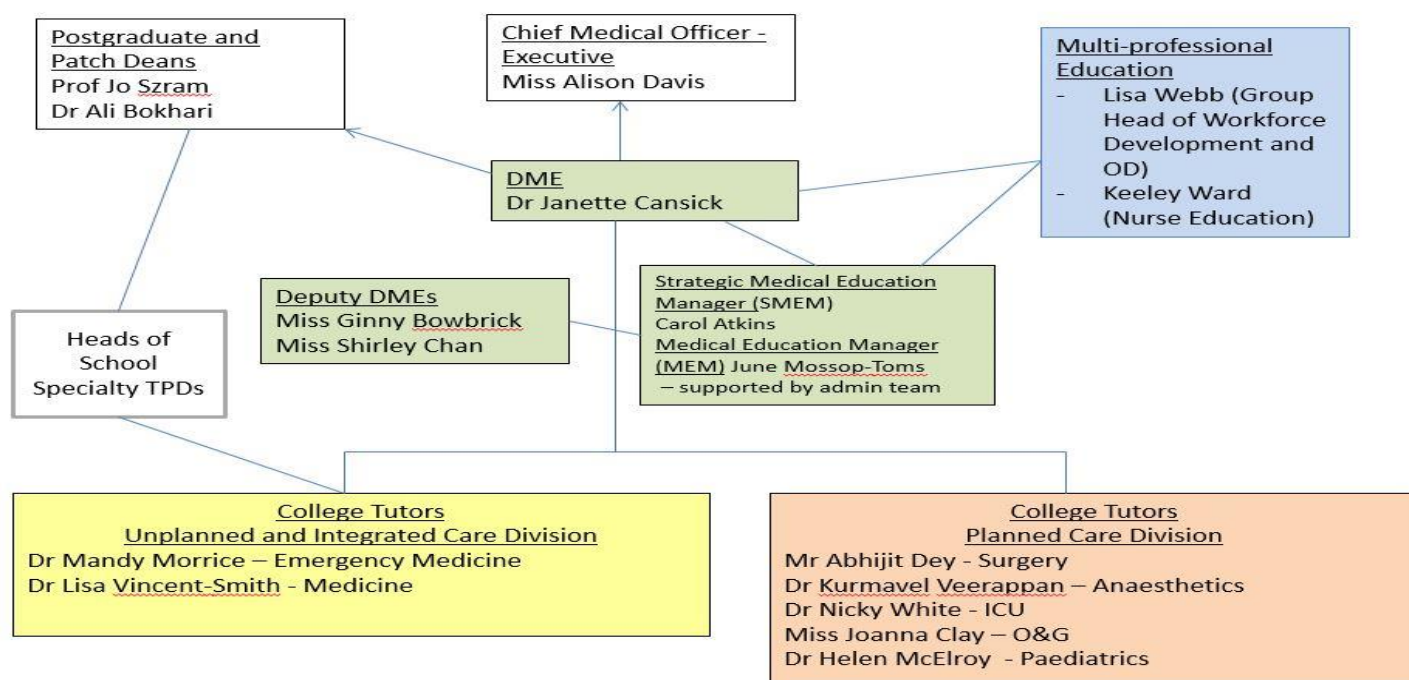 Postgraduate and
Patch Deans
Prof Jo Szram
Dr Ali Bokhari
Chief Medical Officer -
Executive
Miss Alison Davis
Multi-professional
Education
- Lisa Webb (Group
Head of Workforce
Development and
OD)
- Keeley Ward
(Nurse Education)
DME
Dr Janette Cansick
Deputy DMEs
Miss Ginny Bowbrick
Miss Shirley Chan
Strategic Medical Education
Manager (SMEM)
Carol Atkins
Medical Education Manager
(MEM) June Mossop-Toms
– supported by admin team
Heads of
School
Specialty TPDs
College Tutors
Unplanned and Integrated Care Division
Dr Mandy Morrice – Emergency Medicine
Dr Lisa Vincent-Smith - Medicine
College Tutors
Planned Care Division
Mr Abhijit Dey - Surgery
Dr Kurmavel Veerappan – Anaesthetics
Dr Nicky White - ICU
Miss Joanna Clay – O&G
Dr Helen McElroy - Paediatrics